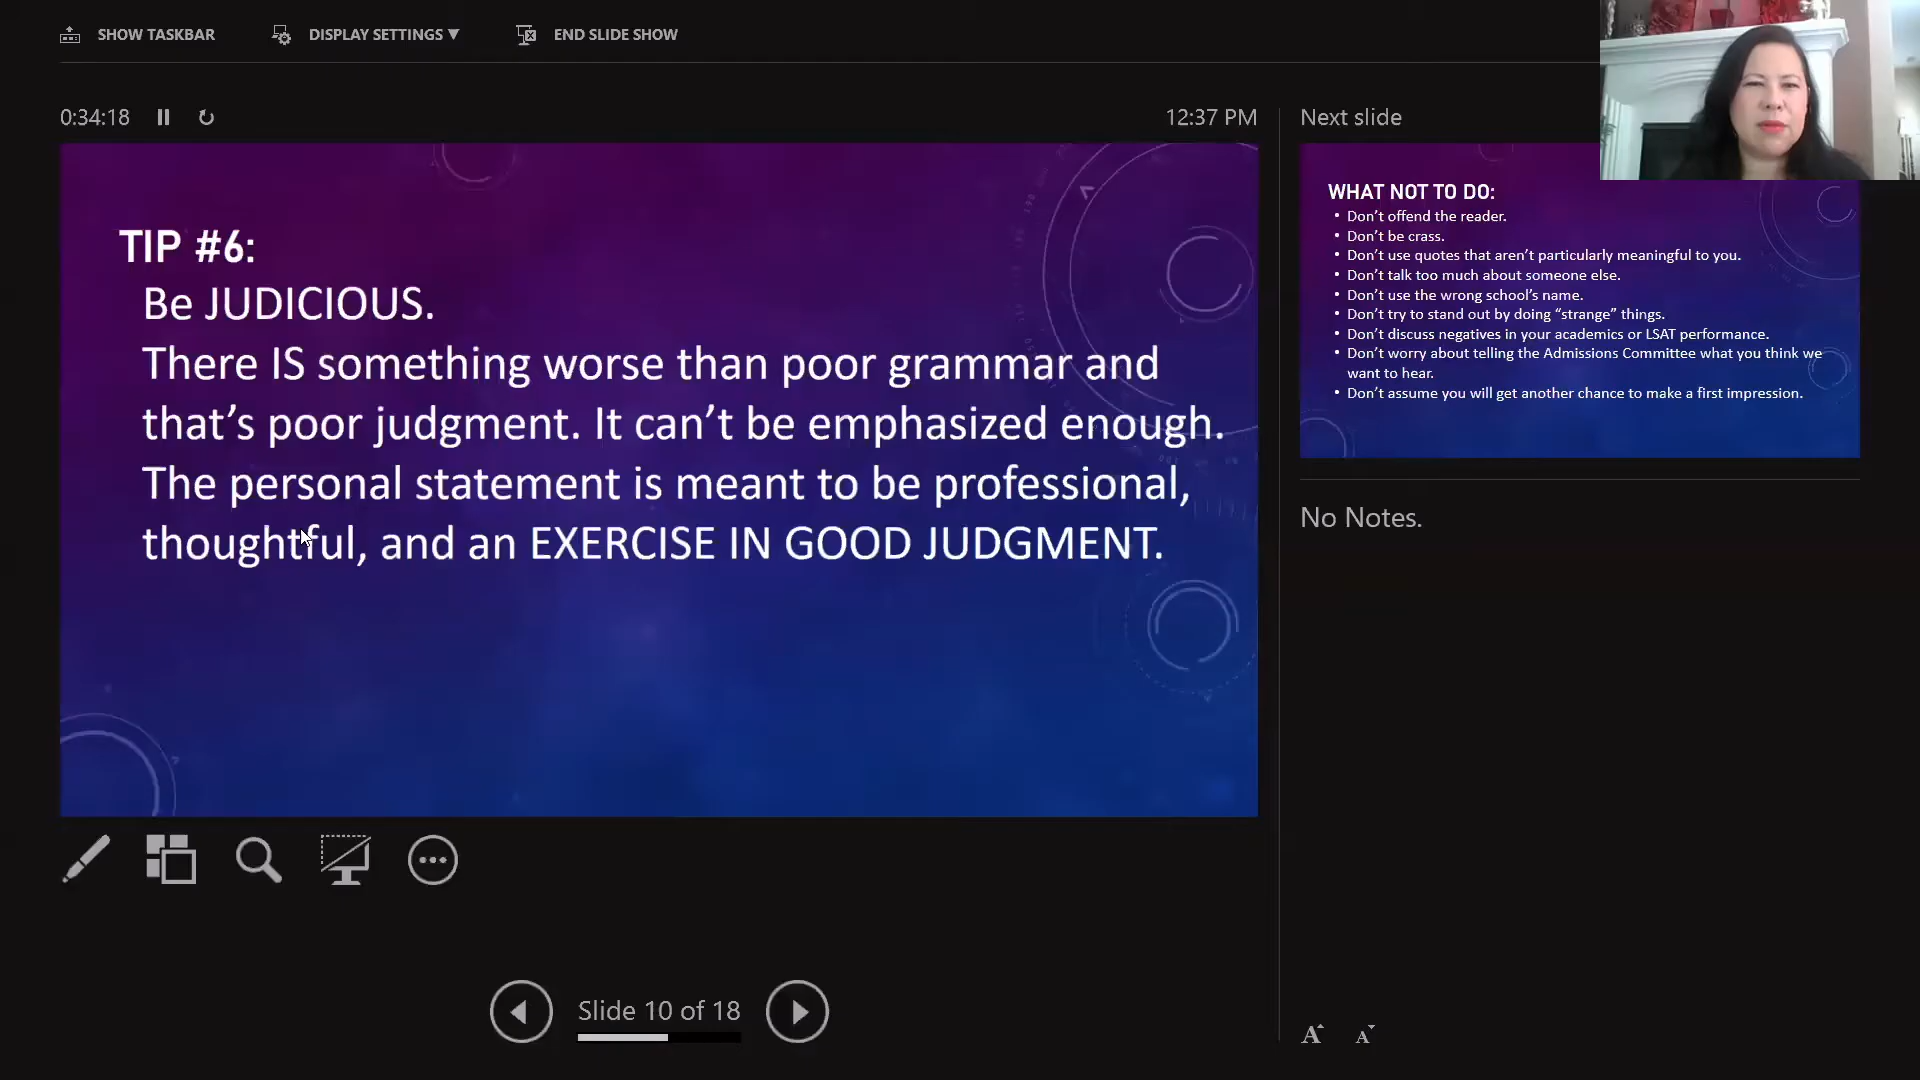 SHOW TASKBAR
DISPLAY SETTINGS ▼
END SLIDE SHOW
0:34:18
12:37 PM
TIP #6:
Be JUDICIOUS.
There IS something worse than poor grammar and
that’s poor judgment. It can’t be emphasized enough.
The personal statement is meant to be professional,
thoughtful, and an EXERCISE IN GOOD JUDGMENT.
Slide 10 of 18
Next slide
WHAT NOT TO DO:
• Don’t offend the reader.
• Don’t be crass.
• Don’t use quotes that aren’t particularly meaningful to you.
• Don’t talk too much about someone else.
• Don’t use the wrong school’s name.
• Don’t try to stand out by doing “strange” things.
• Don’t discuss negatives in your academics or LSAT performance.
• Don’t worry about telling the Admissions Committee what you think we
want to hear.
• Don’t assume you will get another chance to make a first impression.
No Notes.
A A